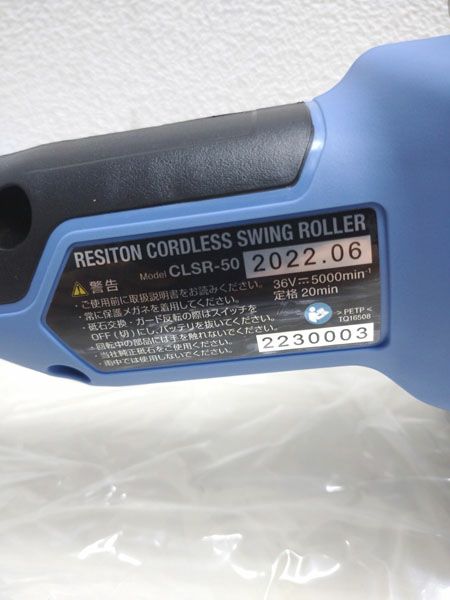 RESITON CORDLESS SWING ROLLER
Model CLSR-50 2022.06
⚠警告
36V⎓5000min⁻¹
定格 20min
・ご使用前に取扱説明書をお読みください。
・常に保護メガネを着用してください。
・砥石交換・ガード反転の際はスイッチを
OFF(切)にし、バッテリを抜いてください。
・回転中の部品には手を触れないでください。
・当社純正砥石をご使用ください。
・雨中では使用しないでください。
>PETP<
TQ16508
2230003